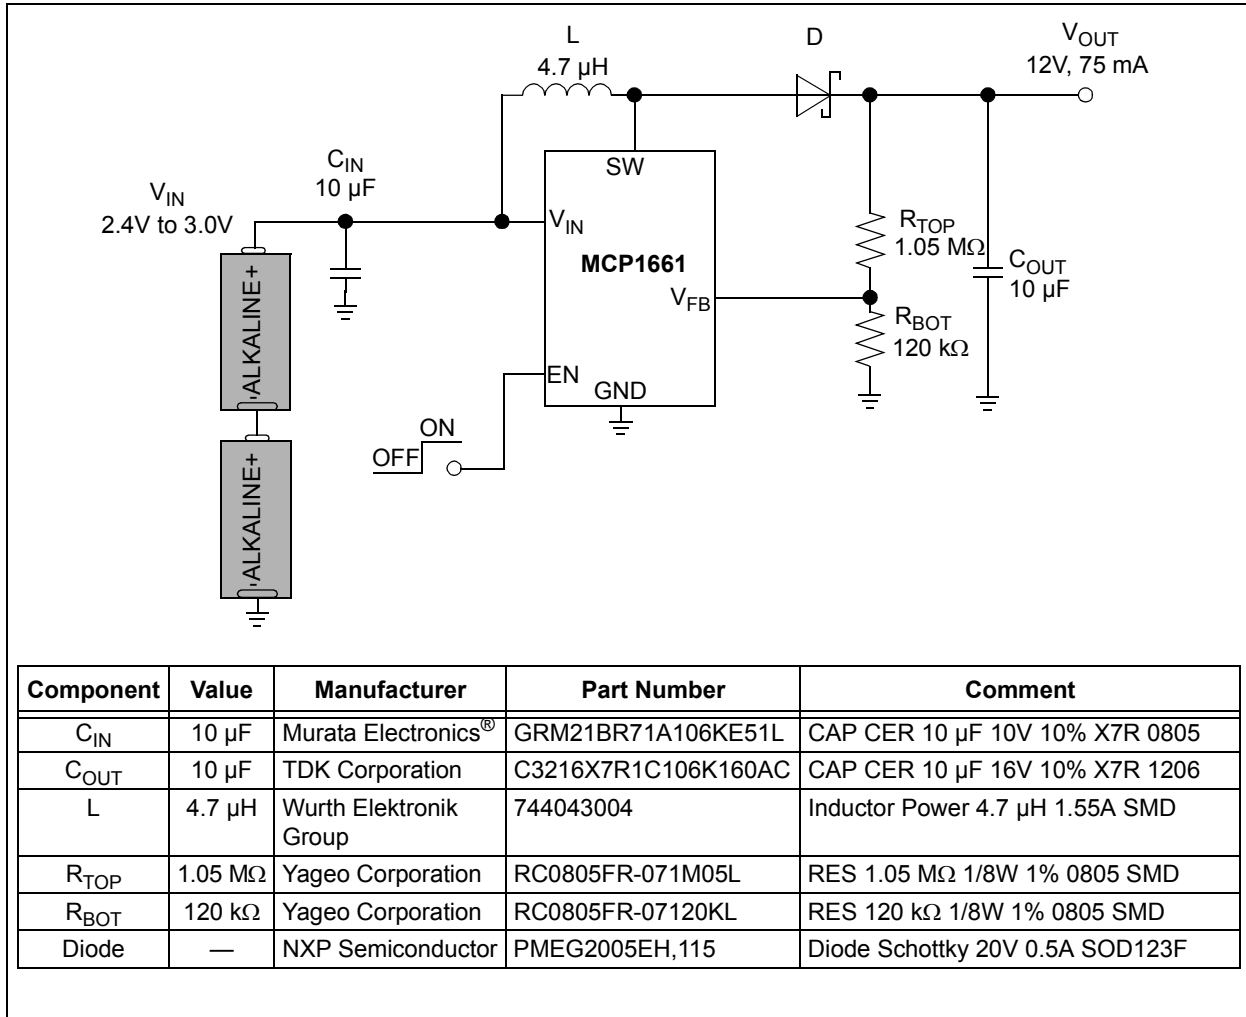 L
4.7 µH
D
V_OUT
12V, 75 mA
C_IN
10 µF
V_IN
2.4V to 3.0V
SW
V_IN
MCP1661
V_FB
EN
GND
R_TOP
1.05 MΩ
C_OUT
10 µF
R_BOT
120 kΩ
-ALKALINE+
-ALKALINE+
ON
OFF
Component Value Manufacturer Part Number Comment
C_IN 10 µF Murata Electronics® GRM21BR71A106KE51L CAP CER 10 µF 10V 10% X7R 0805
C_OUT 10 µF TDK Corporation C3216X7R1C106K160AC CAP CER 10 µF 16V 10% X7R 1206
L 4.7 µH Wurth Elektronik Group 744043004 Inductor Power 4.7 µH 1.55A SMD
R_TOP 1.05 MΩ Yageo Corporation RC0805FR-071M05L RES 1.05 MΩ 1/8W 1% 0805 SMD
R_BOT 120 kΩ Yageo Corporation RC0805FR-07120KL RES 120 kΩ 1/8W 1% 0805 SMD
Diode — NXP Semiconductor PMEG2005EH,115 Diode Schottky 20V 0.5A SOD123F